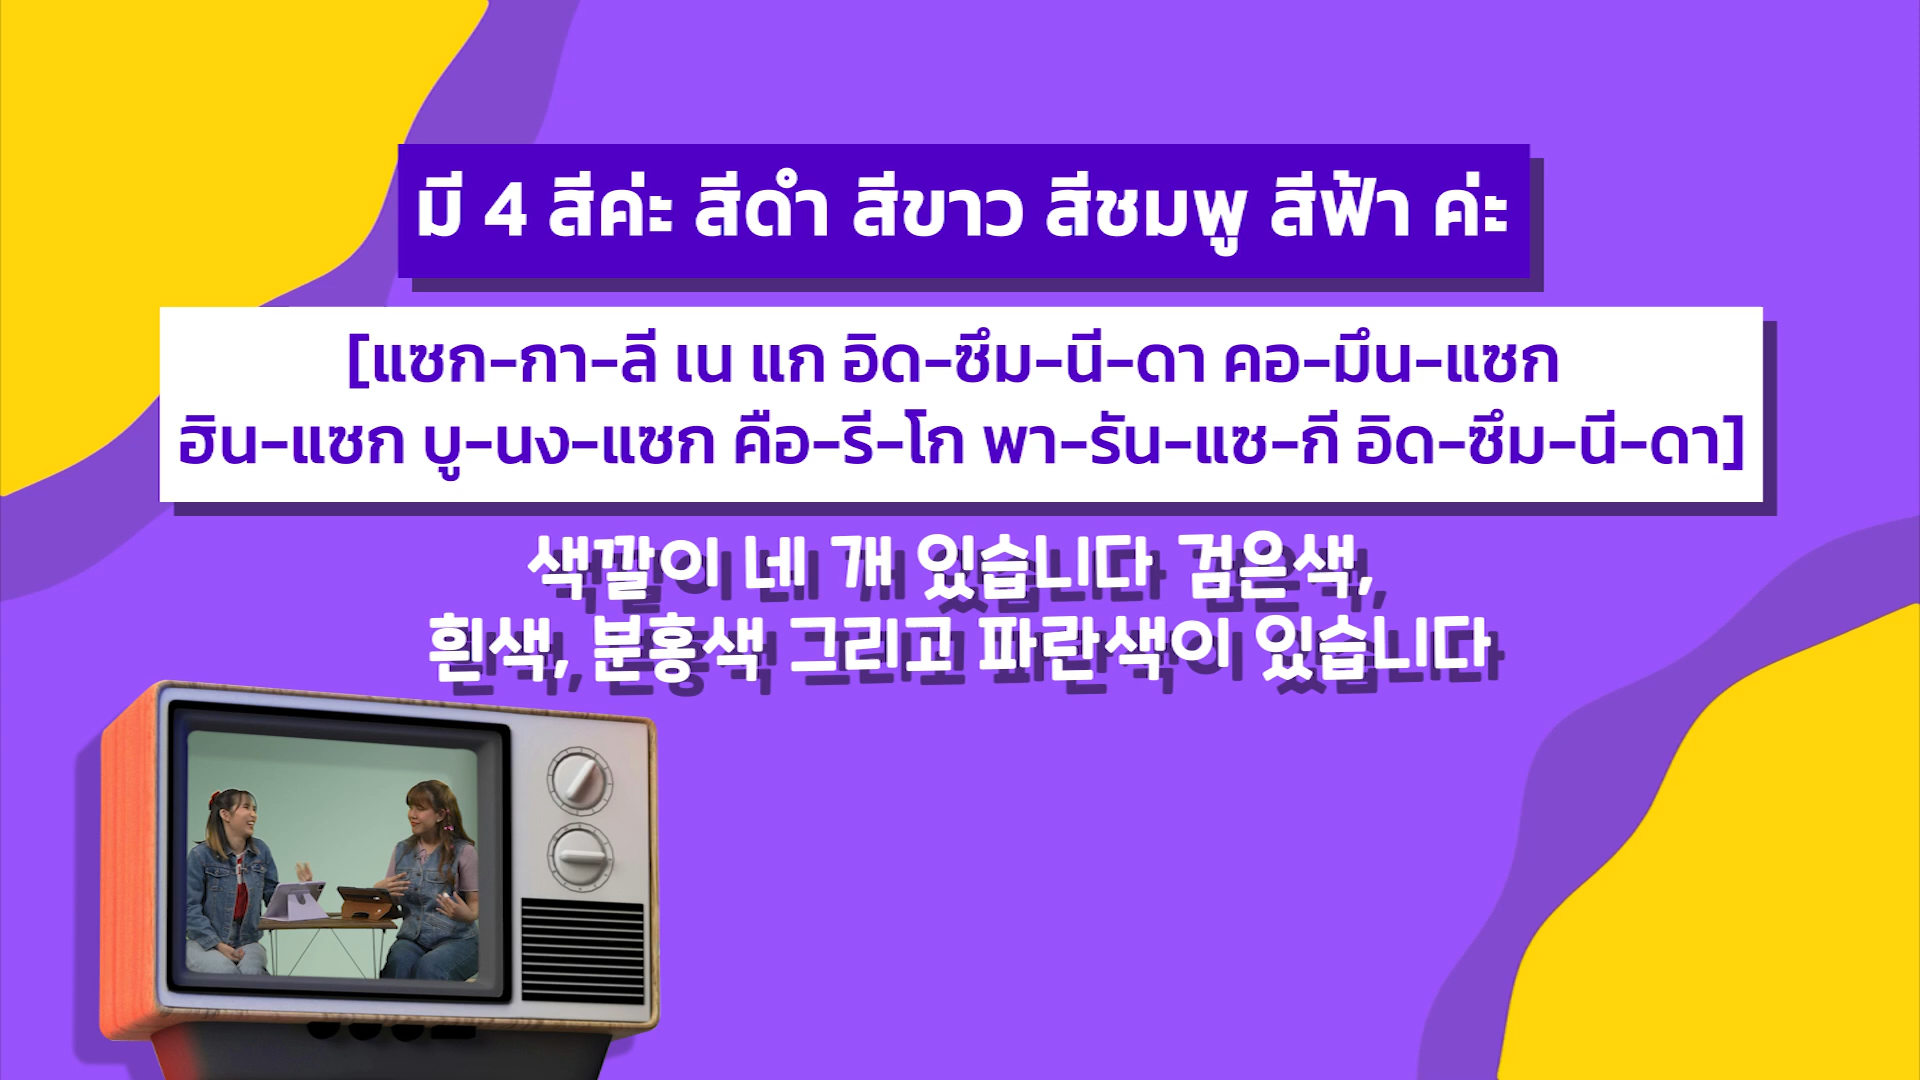 มี 4 สีค่ะ สีดำ สีขาว สีชมพู สีฟ้า ค่ะ
[แซก-กา-ลี เน แก อิด-ซึม-นี-ดา คอ-มึน-แซก
ฮิน-แซก บู-นง-แซก คือ-รี-โก พา-รัน-แซ-กี อิด-ซึม-นี-ดา]
색깔이 네 개 있습니다 검은색,
흰색, 분홍색 그리고 파란색이 있습니다